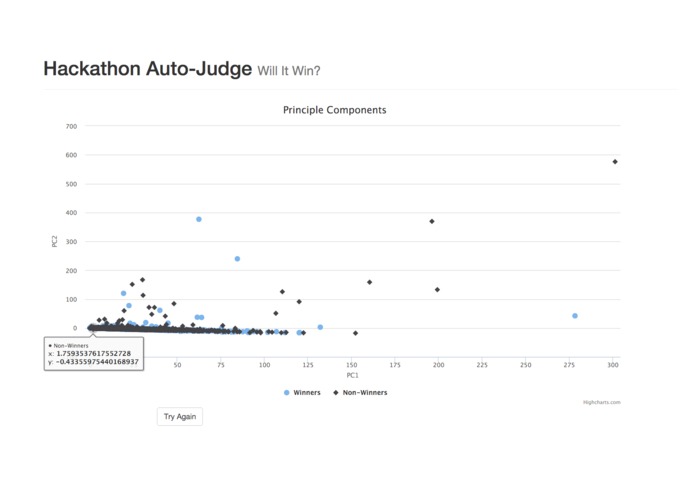 Hackathon Auto-Judge Will It Win?
Principle Components
700
600
500
400
300
200
100
0
PC2
● Non-Winners
x: 1.7593537617552728
y: -0.43355975440168937
50
75
100
125
150
175
200
225
250
275
300
PC1
Winners Non-Winners
Highcharts.com
Try Again